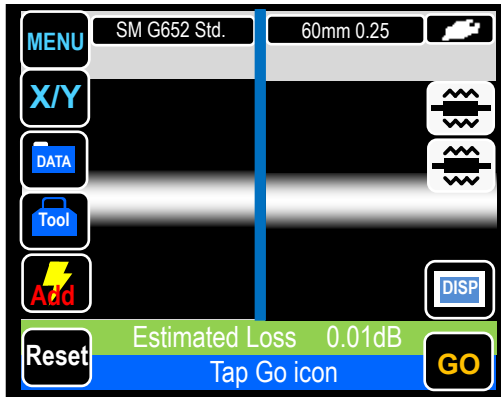 MENU
SM G652 Std.
60mm 0.25
X/Y
DATA
Tool
Add
DISP
Estimated Loss 0.01dB
Reset
Tap Go icon
GO